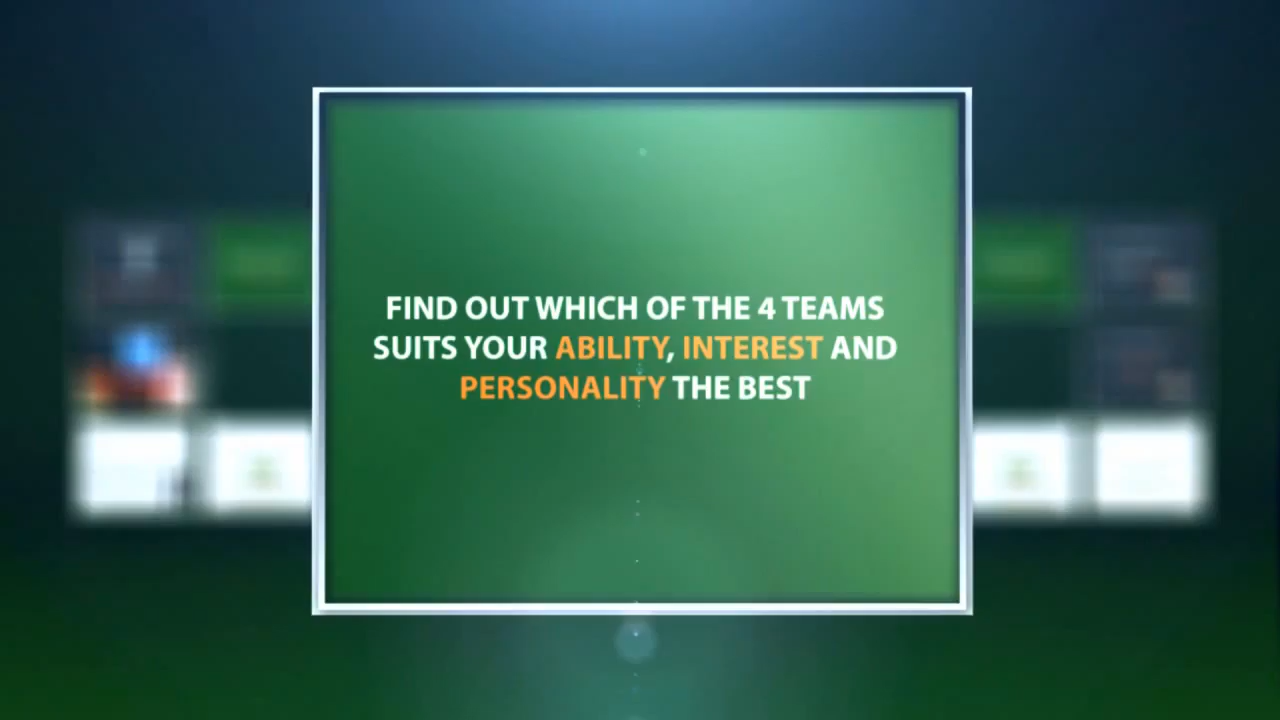 FIND OUT WHICH OF THE 4 TEAMS
SUITS YOUR ABILITY, INTEREST AND
PERSONALITY THE BEST